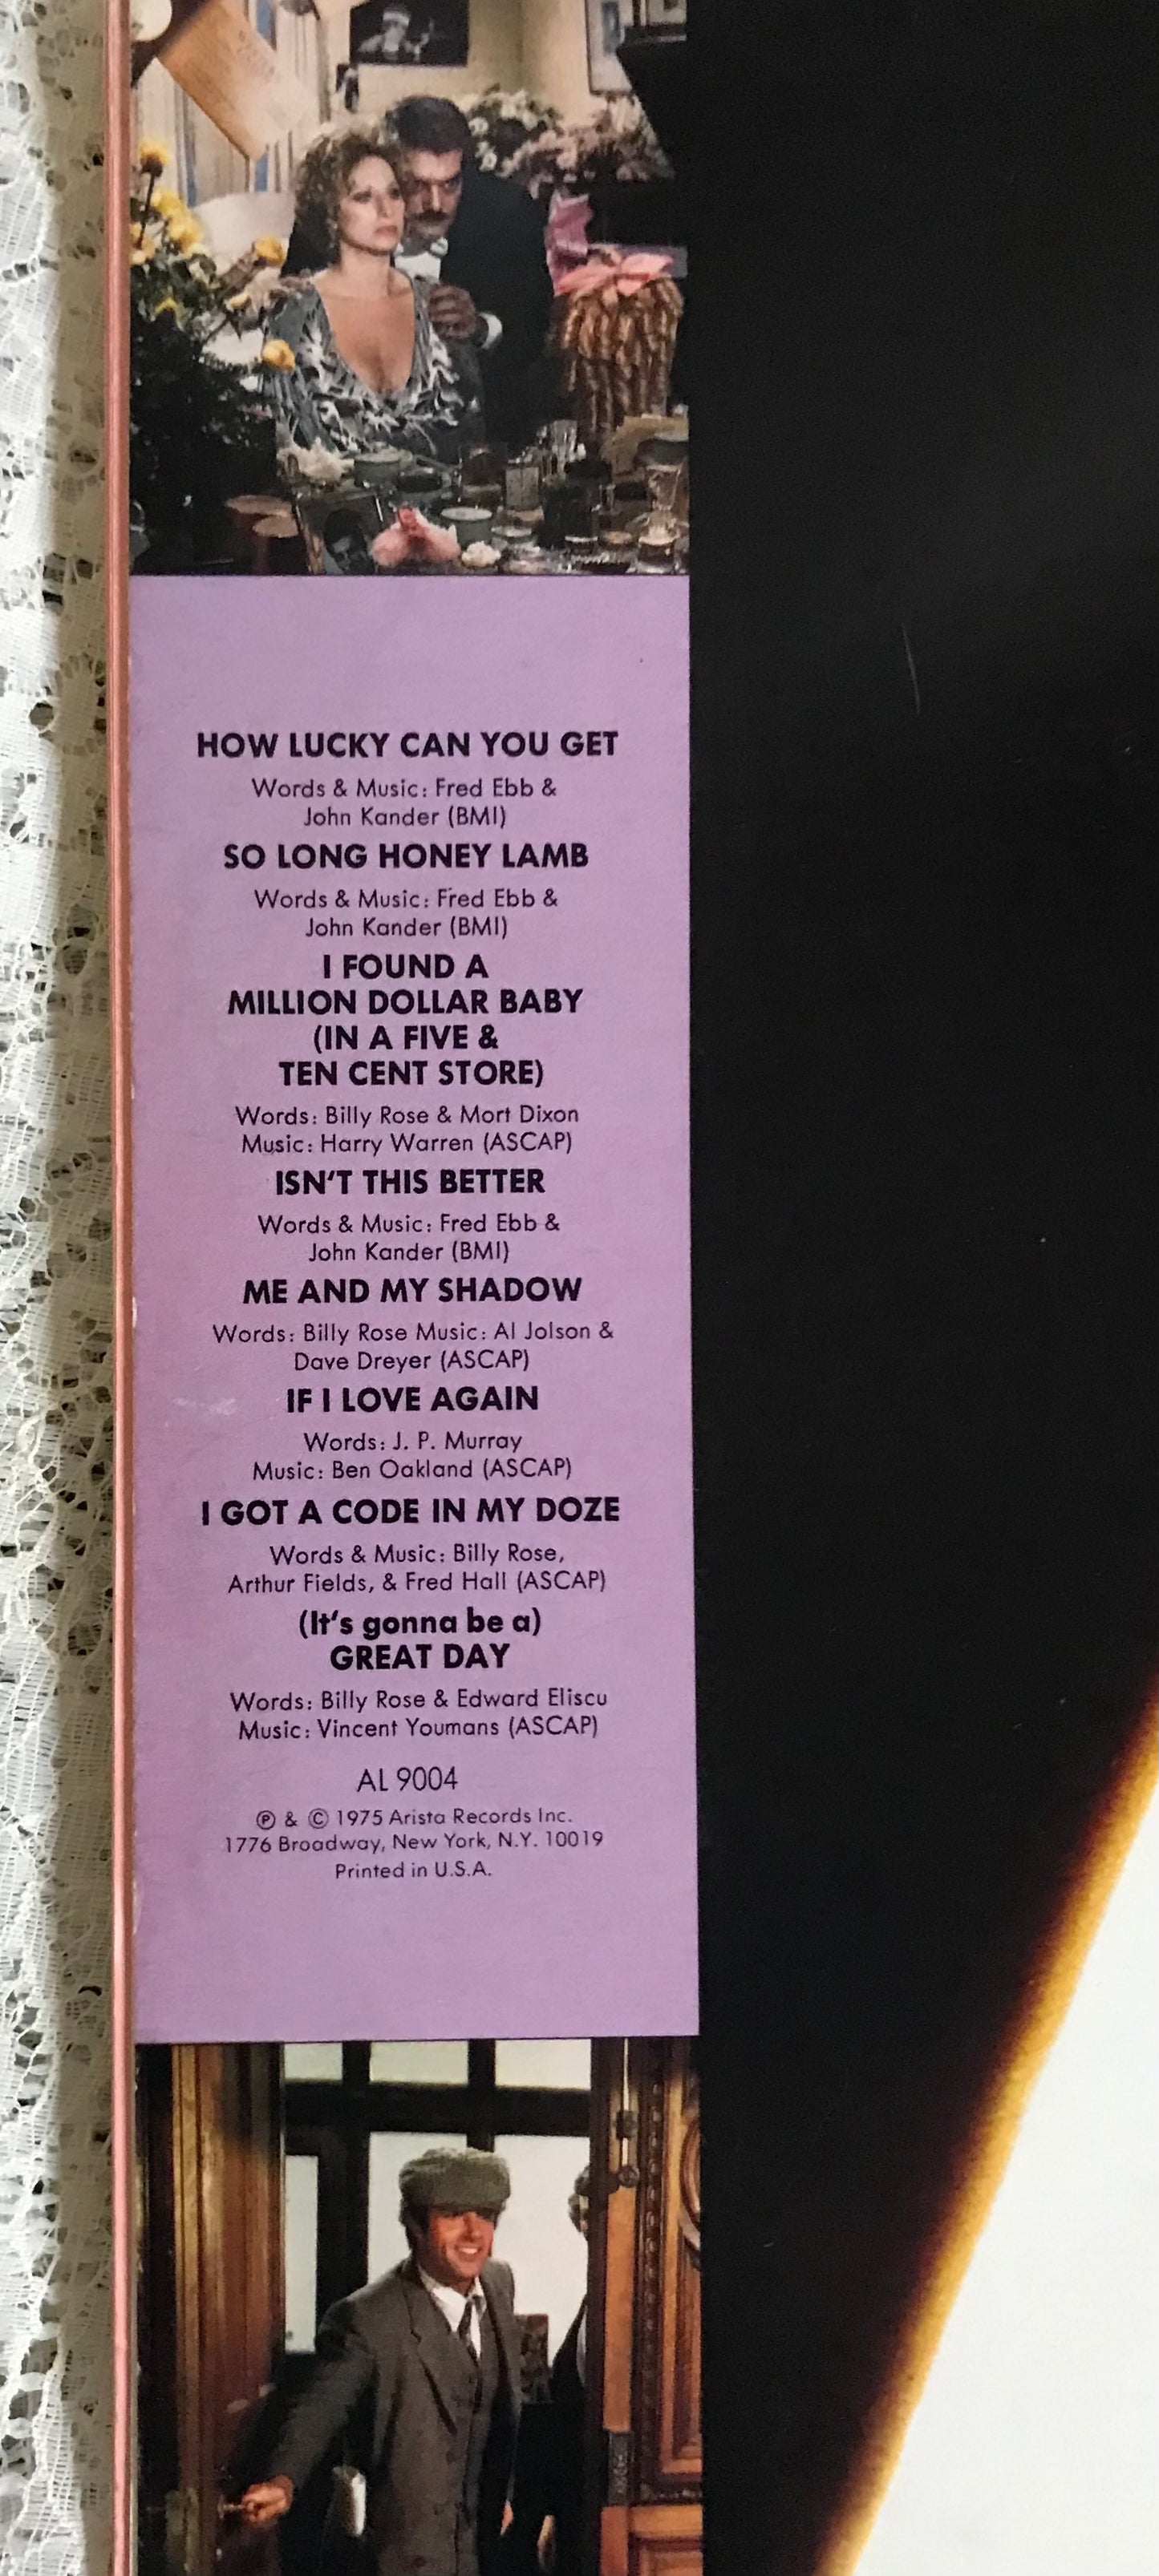 HOW LUCKY CAN YOU GET
Words & Music: Fred Ebb &
John Kander (BMI)
SO LONG HONEY LAMB
Words & Music: Fred Ebb &
John Kander (BMI)
I FOUND A
MILLION DOLLAR BABY
(IN A FIVE &
TEN CENT STORE)
Words: Billy Rose & Mort Dixon
Music: Harry Warren (ASCAP)
ISN'T THIS BETTER
Words & Music: Fred Ebb &
John Kander (BMI)
ME AND MY SHADOW
Words: Billy Rose Music: Al Jolson &
Dave Dreyer (ASCAP)
IF I LOVE AGAIN
Words: J. P. Murray
Music: Ben Oakland (ASCAP)
I GOT A CODE IN MY DOZE
Words & Music: Billy Rose,
Arthur Fields, & Fred Hall (ASCAP)
(It's gonna be a)
GREAT DAY
Words: Billy Rose & Edward Eliscu
Music: Vincent Youmans (ASCAP)
AL 9004
℗ & © 1975 Arista Records Inc.
1776 Broadway, New York, N.Y. 10019
Printed in U.S.A.